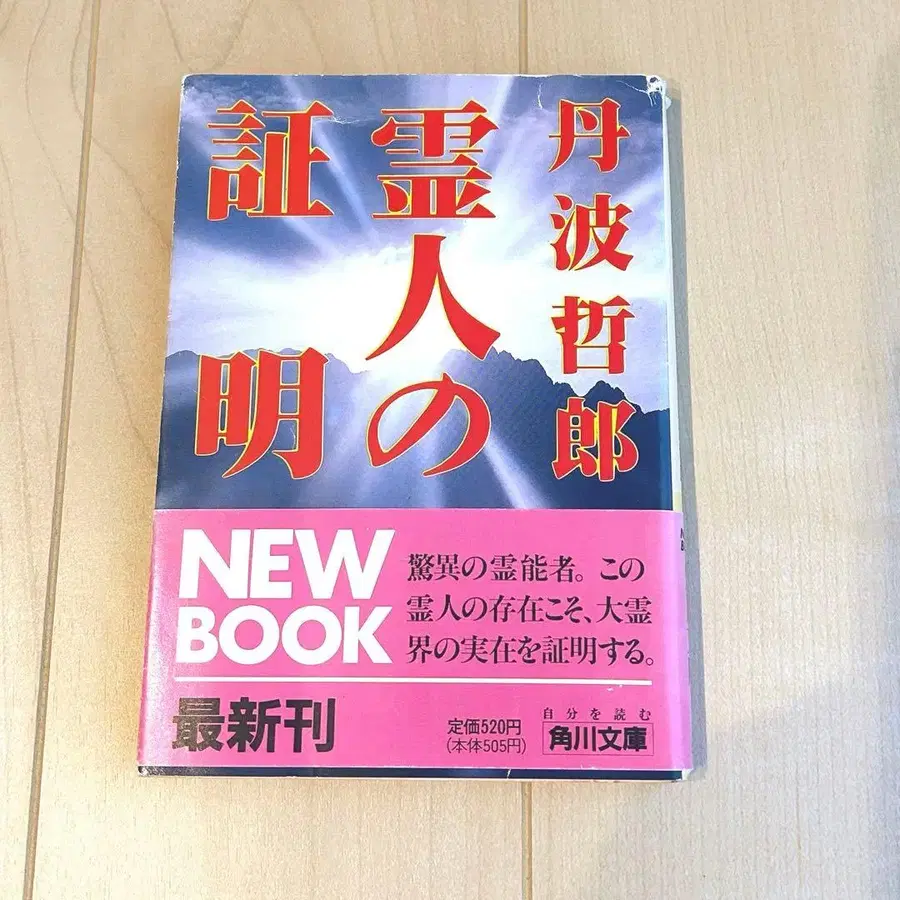 丹波哲郎
霊人の
証明
NEW
BOOK
驚異の霊能者。この
霊人の存在こそ、大霊
界の実在を証明する。
最新刊
定価520円
(本体505円)
自分を読む
角川文庫